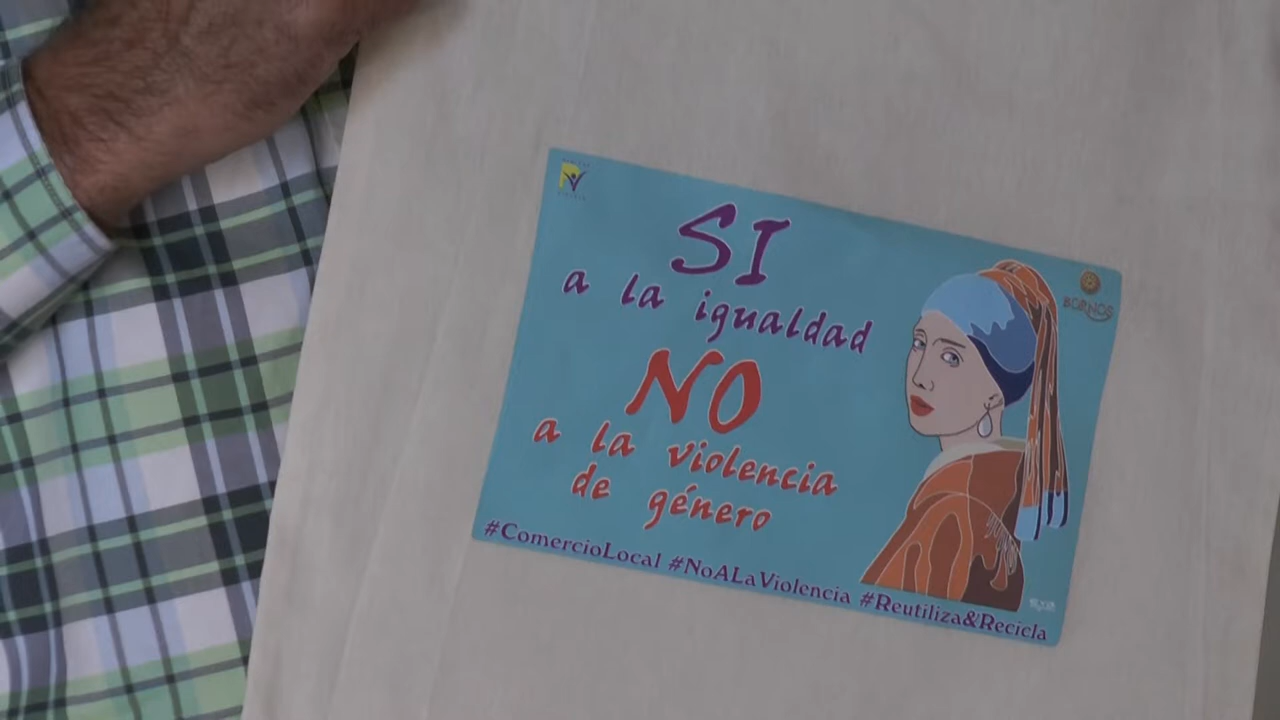 SI
a la igualdad
NO
a la violencia
de género
#ComercioLocal #NoALaViolencia #Reutiliza&Recicla
BORNOS